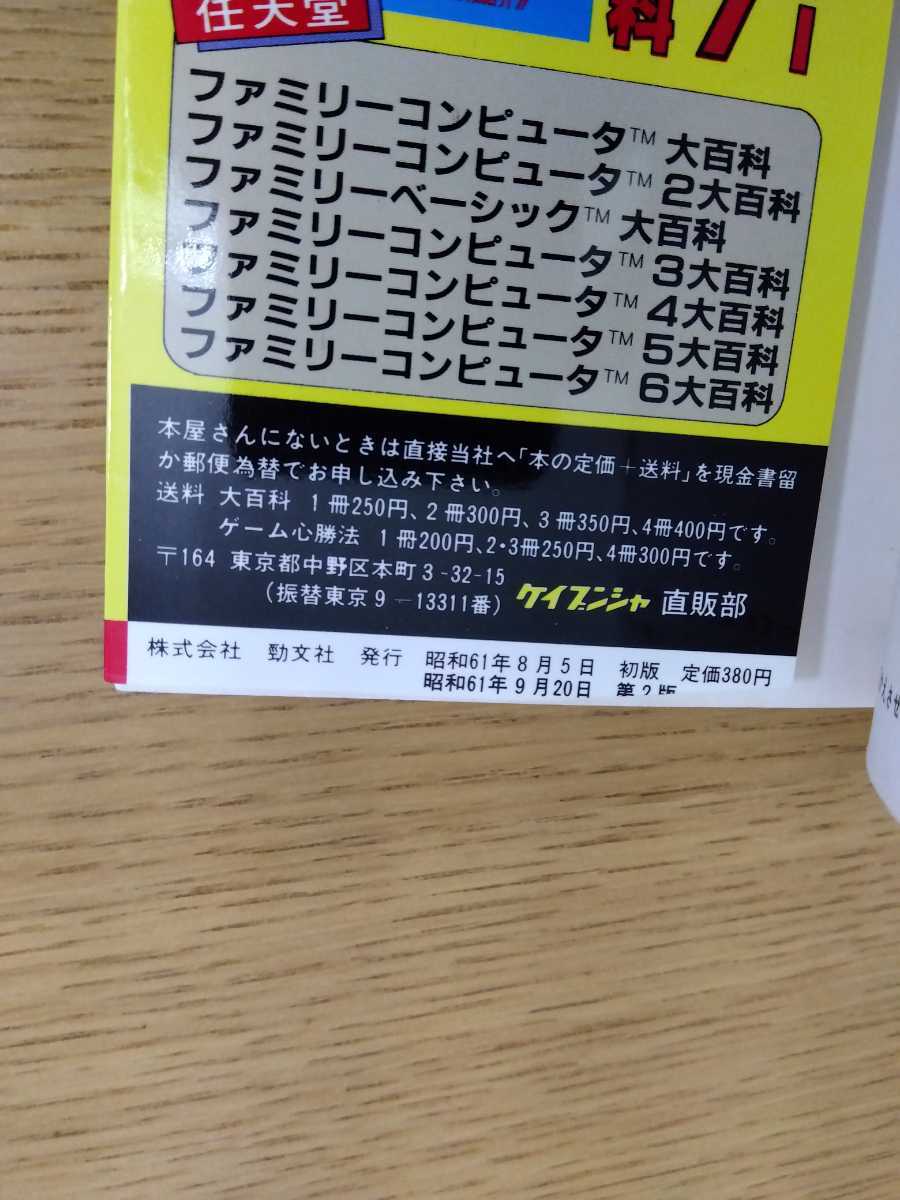 任天堂
科
ファミリーコンピュータ™ 大百科
ファミリーコンピュータ™ 2大百科
ファミリーベーシック™ 大百科
ファミリーコンピュータ™ 3大百科
ファミリーコンピュータ™ 4大百科
ファミリーコンピュータ™ 5大百科
ファミリーコンピュータ™ 6大百科
本屋さんにないときは直接当社へ「本の定価+送料」を現金書留
か郵便為替でお申し込み下さい。
送料 大百科 1冊250円、2冊300円、3冊350円、4冊400円です。
ゲーム心勝法 1冊200円、2・3冊250円、4冊300円です。
〒164 東京都中野区本町3-32-15
(振替東京9-13311番) ケイブンシャ 直販部
株式会社 勁文社 発行 昭和61年8月5日 初版 定価380円
昭和61年9月20日 第2版